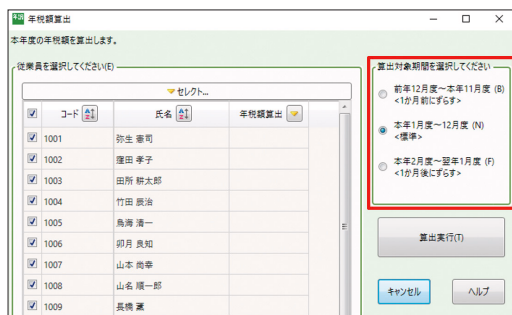 年調 年税額算出
本年度の年税額を算出します。
従業員を選択してください(E)
セレクト...
コード 氏名 年税額算出
1001 弥生 憲司
1002 窪田 孝子
1003 田所 耕太郎
1004 竹田 辰治
1005 鳥海 清一
1006 卯月 良知
1007 山本 尚幸
1008 山名 順一郎
1009 長橋 薫
算出対象期間を選択してください
前年12月度～本年11月度 (B)
<1か月前にずらす>
本年1月度～12月度 (N)
<標準>
本年2月度～翌年1月度 (F)
<1か月後にずらす>
算出実行(T)
キャンセル
ヘルプ